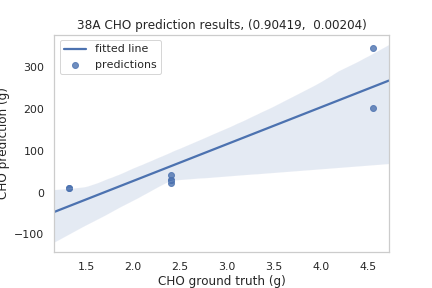 38A CHO prediction results, (0.90419, 0.00204)
fitted line
predictions
CHO prediction (g)
300
200
100
0
−100
1.5 2.0 2.5 3.0 3.5 4.0 4.5
CHO ground truth (g)